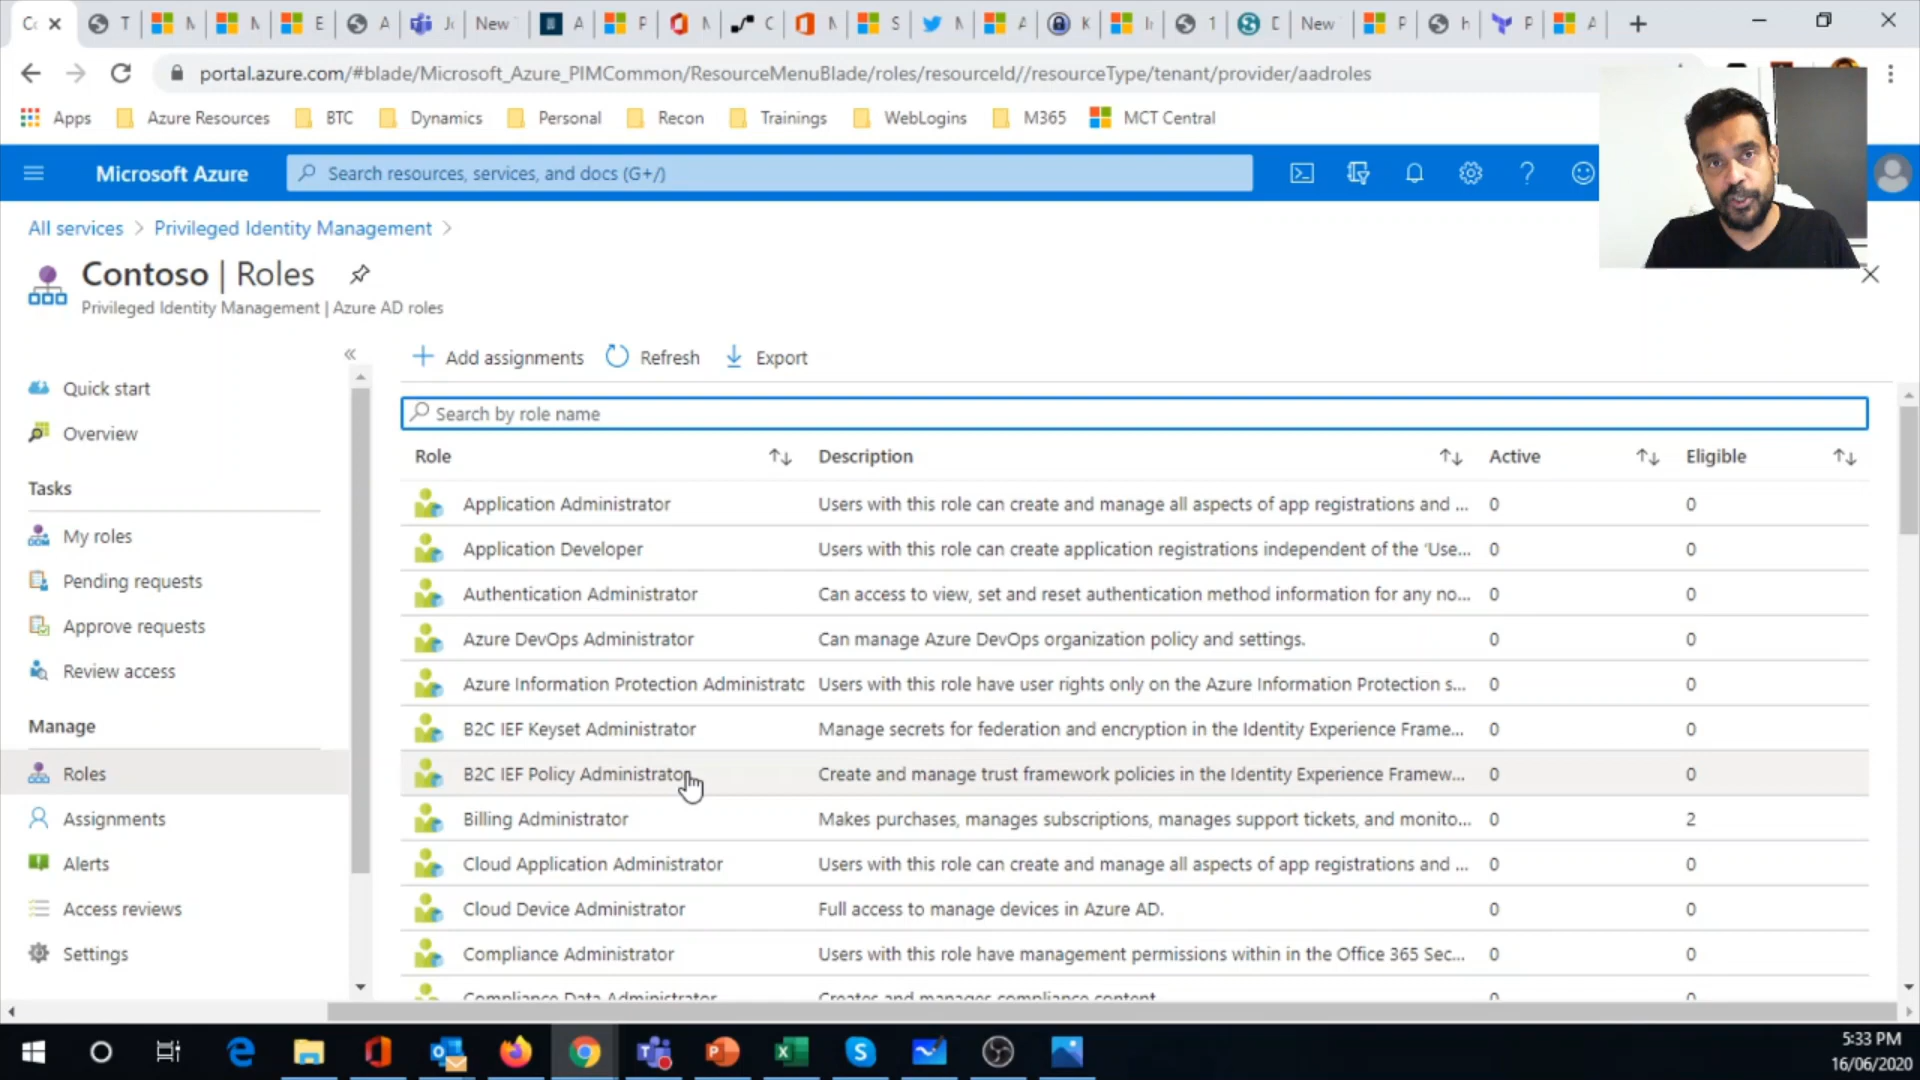 New
New
portal.azure.com/#blade/Microsoft_Azure_PIMCommon/ResourceMenuBlade/roles/resourceId//resourceType/tenant/provider/aadroles
Apps
Azure Resources
BTC
Dynamics
Personal
Recon
Trainings
WebLogins
M365
MCT Central
Microsoft Azure
Search resources, services, and docs (G+/)
All services > Privileged Identity Management >
Contoso | Roles
Privileged Identity Management | Azure AD roles
Quick start
Overview
Tasks
My roles
Pending requests
Approve requests
Review access
Manage
Roles
Assignments
Alerts
Access reviews
Settings
Add assignments
Refresh
Export
Search by role name
Role Description Active Eligible
Application Administrator Users with this role can create and manage all aspects of app registrations and ... 0 0
Application Developer Users with this role can create application registrations independent of the 'Use... 0 0
Authentication Administrator Can access to view, set and reset authentication method information for any no... 0 0
Azure DevOps Administrator Can manage Azure DevOps organization policy and settings. 0 0
Azure Information Protection Administratc Users with this role have user rights only on the Azure Information Protection s... 0 0
B2C IEF Keyset Administrator Manage secrets for federation and encryption in the Identity Experience Frame... 0 0
B2C IEF Policy Administrator Create and manage trust framework policies in the Identity Experience Framew... 0 0
Billing Administrator Makes purchases, manages subscriptions, manages support tickets, and monito... 0 2
Cloud Application Administrator Users with this role can create and manage all aspects of app registrations and ... 0 0
Cloud Device Administrator Full access to manage devices in Azure AD. 0 0
Compliance Administrator Users with this role have management permissions within in the Office 365 Sec... 0 0
Compliance Data Administrator Creates and manages compliance content. 0 0
5:33 PM
16/06/2020